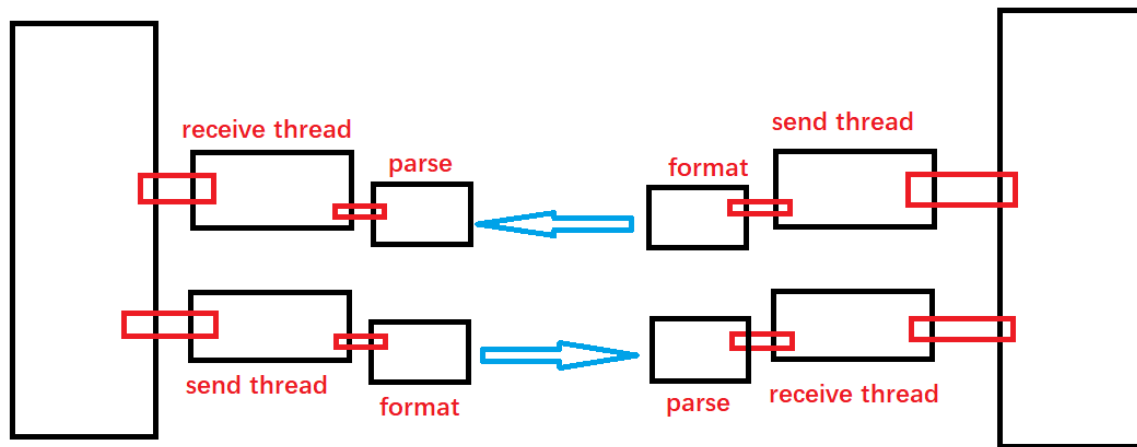 receive thread
send thread
parse
format
send thread
format
parse
receive thread